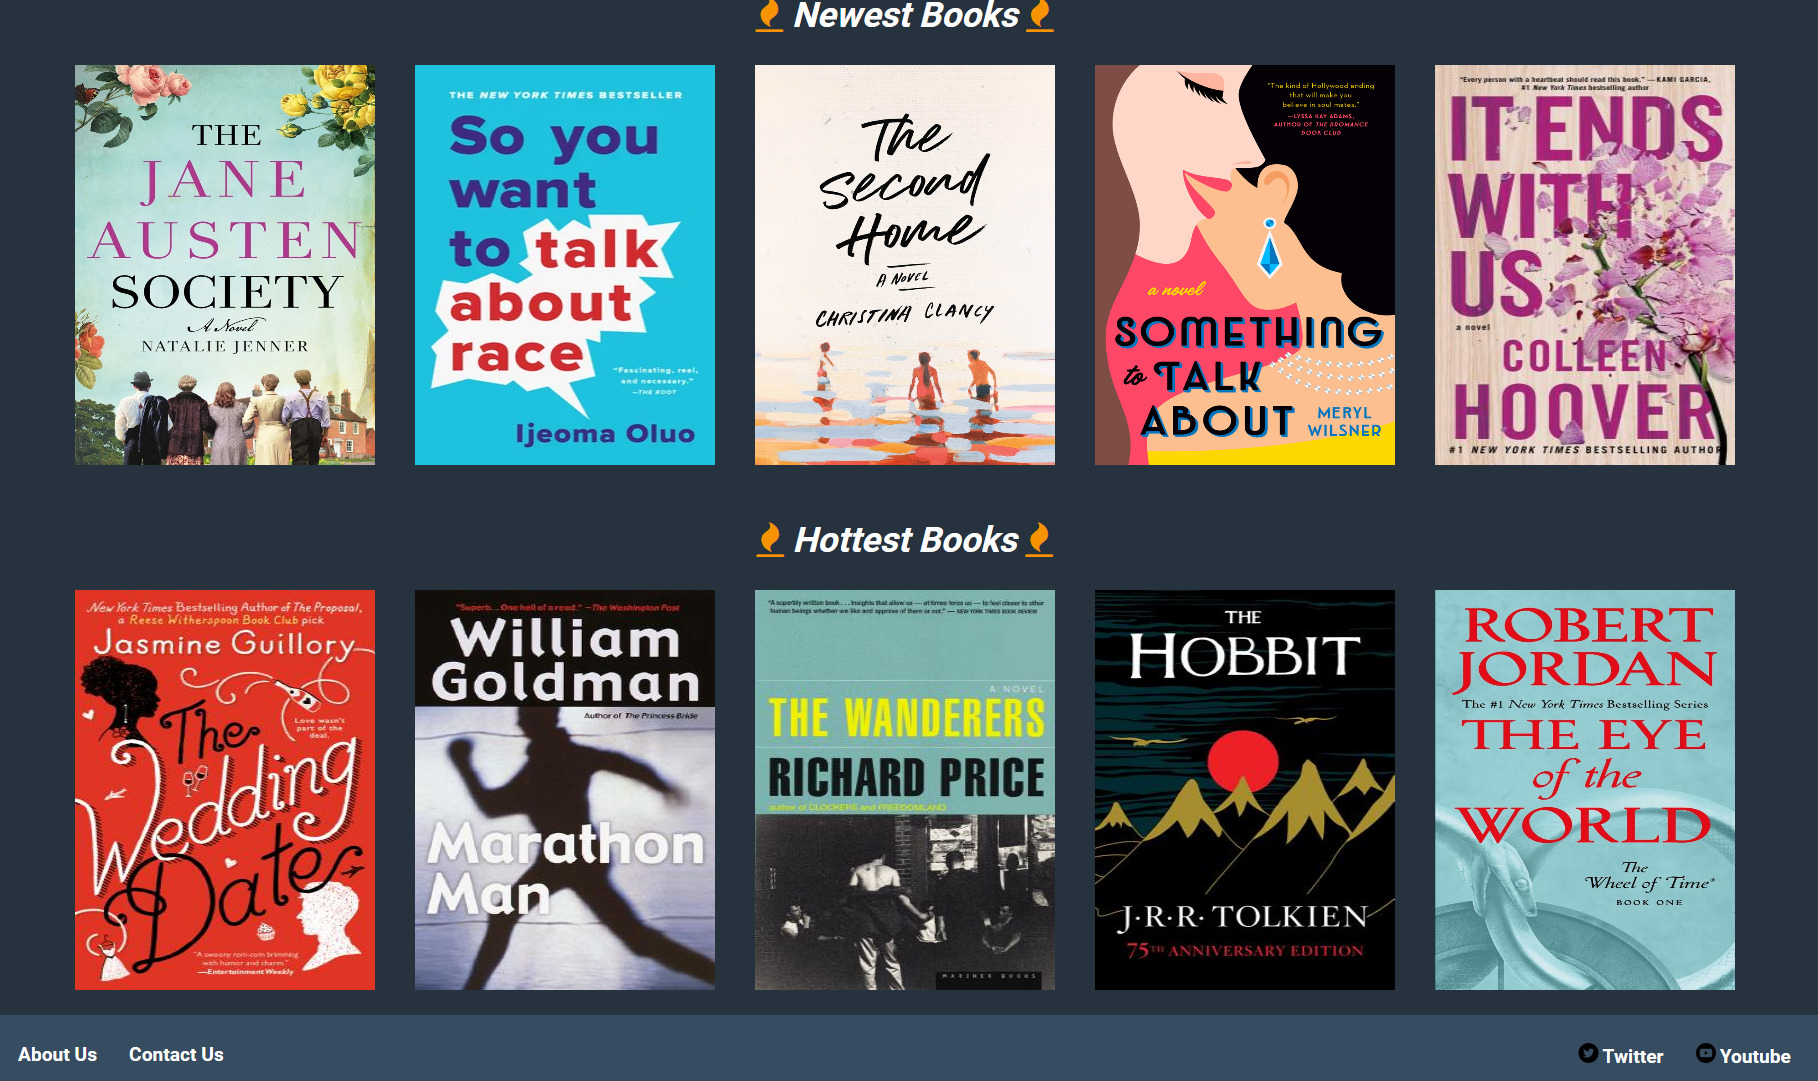 Newest Books
THE
JANE
AUSTEN
SOCIETY
A Novel
NATALIE JENNER
THE NEW YORK TIMES BESTSELLER
So you
want
to talk
about
race
"Fascinating, real,
and necessary."
—THE ROOT
Ijeoma Oluo
The
Second
Home
A NOVEL
CHRISTINA CLANCY
"The kind of Hollywood ending
that will make you
believe in soul mates."
—LYSSA KAY ADAMS,
AUTHOR OF THE BROMANCE
BOOK CLUB
a novel
SOMETHING
to TALK
ABOUT
MERYL
WILSNER
"Every person with a heartbeat should read this book." —KAMI GARCIA,
#1 New York Times bestselling author
IT ENDS
WITH
US
a novel
COLLEEN
HOOVER
#1 NEW YORK TIMES BESTSELLING AUTHOR
Hottest Books
New York Times Bestselling Author of The Proposal,
a Reese Witherspoon Book Club pick
Jasmine Guillory
Love wasn't
part of the
deal.
The
Wedding
Date
"A swoony rom-com brimming
with humor and charm."
—Entertainment Weekly
"Superb... One hell of a read." —The Washington Post
William
Goldman
Author of The Princess Bride
Marathon
Man
"A superbly written book . . . Insights that allow us — at times force us — to feel closer to other
human beings whether we like and approve of them or not." — NEW YORK TIMES BOOK REVIEW
A NOVEL
THE WANDERERS
RICHARD PRICE
author of CLOCKERS and FREEDOMLAND
MARINER BOOKS
THE
HOBBIT
J·R·R· TOLKIEN
75TH ANNIVERSARY EDITION
ROBERT
JORDAN
The #1 New York Times Bestselling Series
THE EYE
of the
WORLD
The
Wheel of Time®
BOOK ONE
About Us Contact Us Twitter Youtube